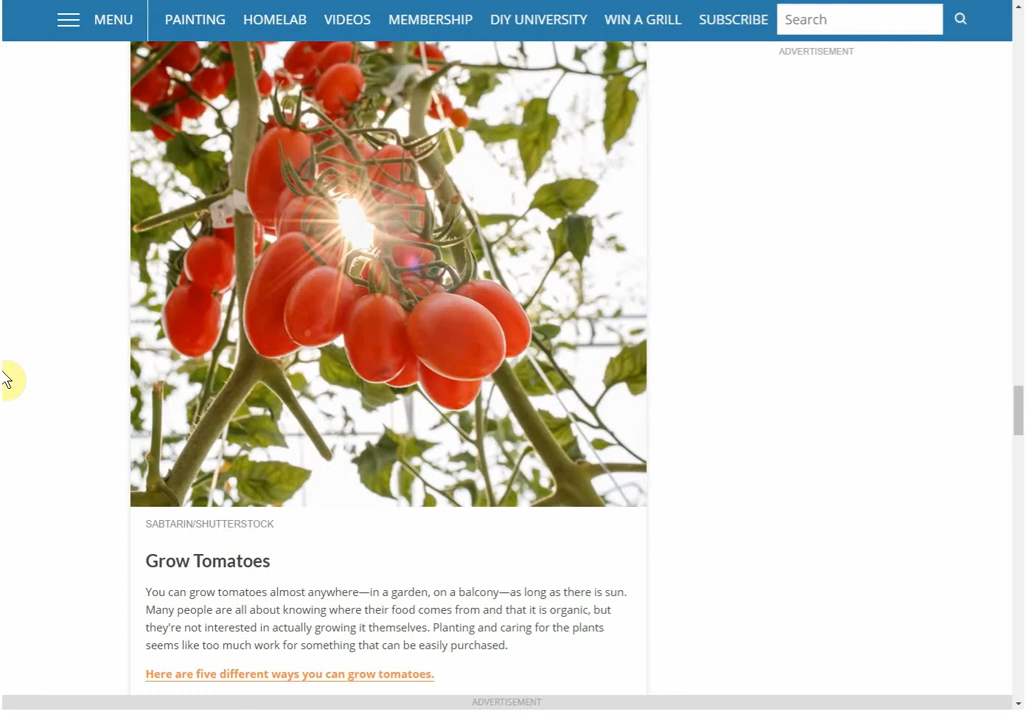 MENU
PAINTING HOMELAB VIDEOS MEMBERSHIP DIY UNIVERSITY WIN A GRILL SUBSCRIBE
Search
ADVERTISEMENT
SABTARIN/SHUTTERSTOCK
Grow Tomatoes
You can grow tomatoes almost anywhere—in a garden, on a balcony—as long as there is sun.
Many people are all about knowing where their food comes from and that it is organic, but
they're not interested in actually growing it themselves. Planting and caring for the plants
seems like too much work for something that can be easily purchased.
Here are five different ways you can grow tomatoes.
ADVERTISEMENT